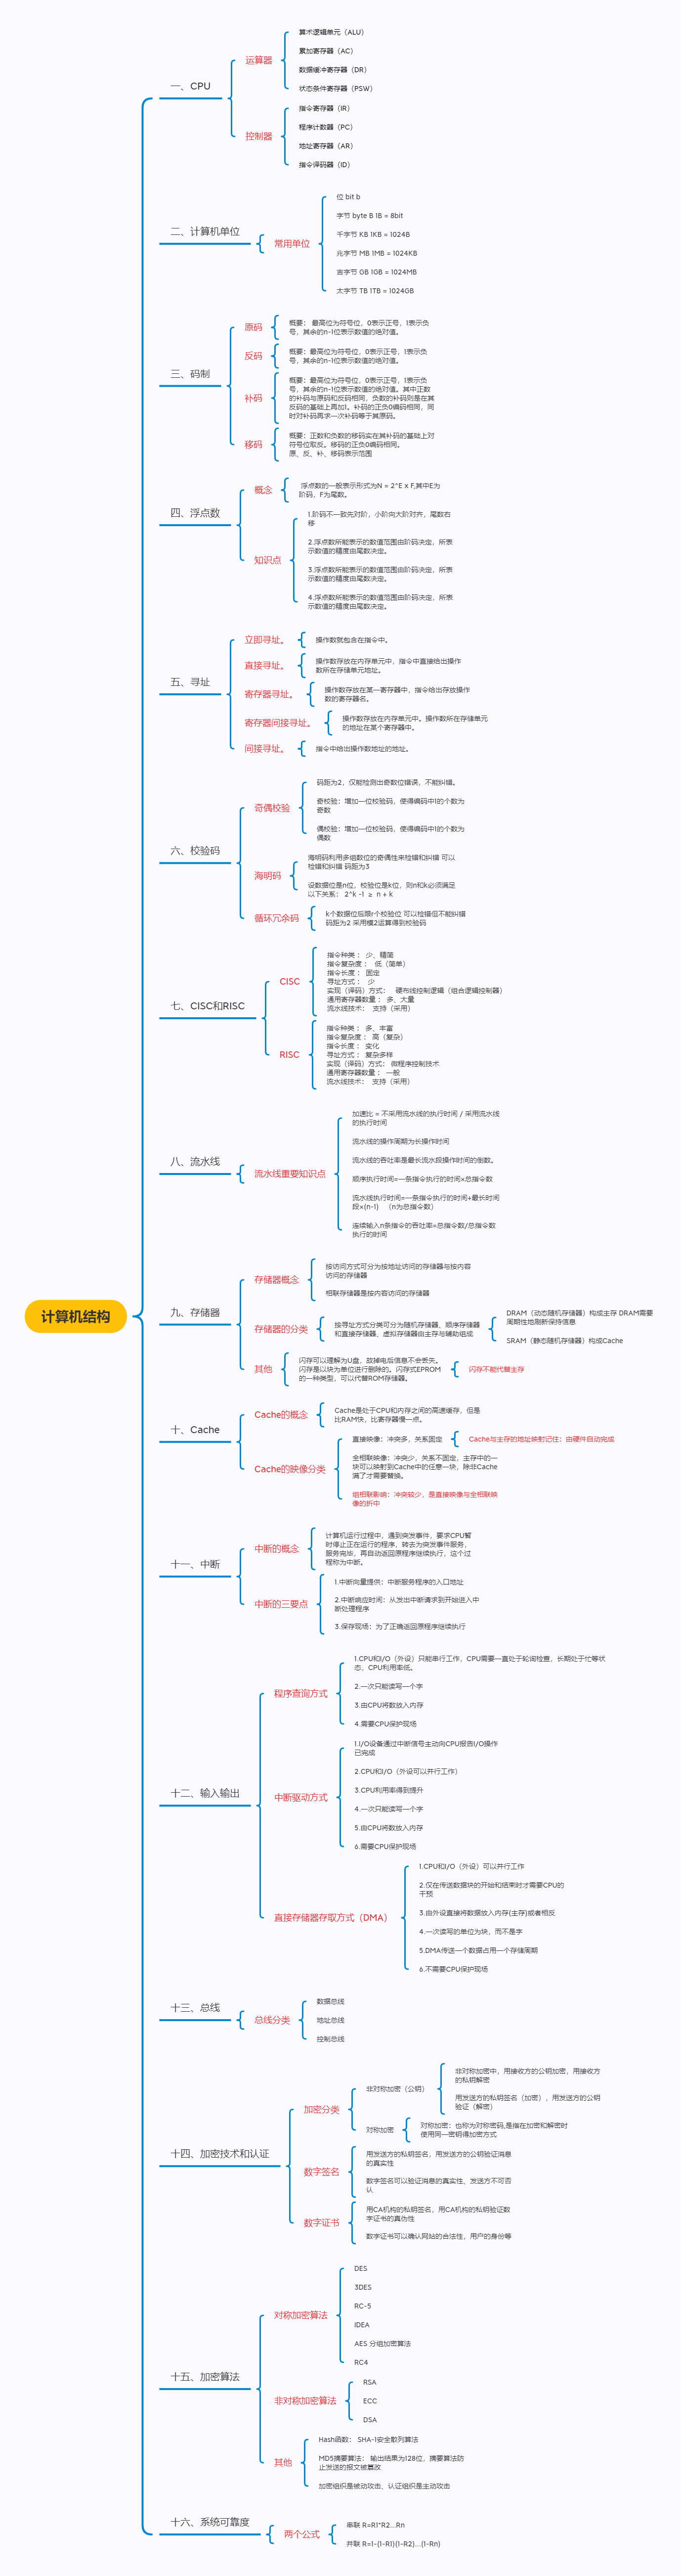 计算机结构
一、CPU
运算器
算术逻辑单元（ALU）
累加寄存器（AC）
数据缓冲寄存器（DR）
状态条件寄存器（PSW）
控制器
指令寄存器（IR）
程序计数器（PC）
地址寄存器（AR）
指令译码器（ID）
二、计算机单位
常用单位
位 bit b
字节 byte B 1B = 8bit
千字节 KB 1KB = 1024B
兆字节 MB 1MB = 1024KB
吉字节 GB 1GB = 1024MB
太字节 TB 1TB = 1024GB
三、码制
原码
概要： 最高位为符号位，0表示正号，1表示负
号，其余的n-1位表示数值的绝对值。
反码
概要：最高位为符号位，0表示正号，1表示负
号，其余的n-1位表示数值的绝对值。
补码
概要：最高位为符号位，0表示正号，1表示负
号，其余的n-1位表示数值的绝对值。其中正数
的补码与原码和反码相同，负数的补码则是在其
反码的基础上再加1。补码的正负0编码相同，同
时对补码再求一次补码等于其原码。
移码
概要：正数和负数的移码实在其补码的基础上对
符号位取反。移码的正负0编码相同。
原、反、补、移码表示范围
四、浮点数
概念
浮点数的一般表示形式为N = 2^E x F,其中E为
阶码，F为尾数。
知识点
1.阶码不一致先对阶，小阶向大阶对齐，尾数右
移
2.浮点数所能表示的数值范围由阶码决定，所表
示数值的精度由尾数决定。
3.浮点数所能表示的数值范围由阶码决定，所表
示数值的精度由尾数决定。
4.浮点数所能表示的数值范围由阶码决定，所表
示数值的精度由尾数决定。
五、寻址
立即寻址。
操作数就包含在指令中。
直接寻址。
操作数存放在内存单元中，指令中直接给出操作
数所在存储单元地址。
寄存器寻址。
操作数存放在某一寄存器中，指令给出存放操作
数的寄存器名。
寄存器间接寻址。
操作数存放在内存单元中。操作数所在存储单元
的地址在某个寄存器中。
间接寻址。
指令中给出操作数地址的地址。
六、校验码
奇偶校验
码距为2，仅能检测出奇数位错误，不能纠错。
奇校验：增加一位校验码，使得编码中1的个数为
奇数
偶校验：增加一位校验码，使得编码中1的个数为
偶数
海明码
海明码利用多组数位的奇偶性来检错和纠错 可以
检错和纠错 码距为3
设数据位是n位，校验位是k位，则n和k必须满足
以下关系： 2^k -1 ≥ n + k
循环冗余码
k个数据位后跟r个校验位 可以检错但不能纠错
码距为2 采用模2运算得到校验码
七、CISC和RISC
CISC
指令种类 ：少、精简
指令复杂度 ： 低（简单）
指令长度 ：固定
寻址方式 ： 少
实现（译码）方式： 硬布线控制逻辑（组合逻辑控制器）
通用寄存器数量 ：多、大量
流水线技术： 支持（采用）
RISC
指令种类 ：多、丰富
指令复杂度 ：高（复杂）
指令长度 ：变化
寻址方式 ：复杂多样
实现（译码）方式：微程序控制技术
通用寄存器数量 ：一般
流水线技术： 支持（采用）
八、流水线
流水线重要知识点
加速比 = 不采用流水线的执行时间 / 采用流水线
的执行时间
流水线的操作周期为长操作时间
流水线的吞吐率是最长流水段操作时间的倒数。
顺序执行时间=一条指令执行的时间×总指令数
流水线执行时间=一条指令执行的时间+最长时间
段×(n-1) （n为总指令数）
连续输入n条指令的吞吐率=总指令数/总指令数
执行的时间
九、存储器
存储器概念
按访问方式可分为按地址访问的存储器与按内容
访问的存储器
相联存储器是按内容访问的存储器
存储器的分类
按寻址方式分类可分为随机存储器、顺序存储器
和直接存储器、虚拟存储器由主存与辅助组成
DRAM（动态随机存储器）构成主存 DRAM需要
周期性地刷新保持信息
SRAM（静态随机存储器）构成Cache
其他
闪存可以理解为U盘，故掉电后信息不会丢失。
闪存是以块为单位进行删除的。闪存式EPROM
的一种类型，可以代替ROM存储器。
闪存不能代替主存
十、Cache
Cache的概念
Cache是处于CPU和内存之间的高速缓存，但是
比RAM快，比寄存器慢一点。
Cache的映像分类
直接映像：冲突多，关系固定
Cache与主存的地址映射记住：由硬件自动完成
全相联映像：冲突少，关系不固定，主存中的一
块可以映射到Cache中的任意一块，除非Cache
满了才需要替换。
组相联影响：冲突较少，是直接映像与全相联映
像的折中
十一、中断
中断的概念
计算机运行过程中，遇到突发事件，要求CPU暂
时停止正在运行的程序，转去为突发事件服务，
服务完毕，再自动返回原程序继续执行，这个过
程称为中断。
中断的三要点
1.中断向量提供：中断服务程序的入口地址
2.中断响应时间：从发出中断请求到开始进入中
断处理程序
3.保存现场：为了正确返回原程序继续执行
十二、输入输出
程序查询方式
1.CPU和I/O（外设）只能串行工作，CPU需要一直处于轮询检查，长期处于忙等状
态，CPU利用率低。
2.一次只能读写一个字
3.由CPU将数放入内存
4.需要CPU保护现场
中断驱动方式
1.I/O设备通过中断信号主动向CPU报告I/O操作
已完成
2.CPU和I/O（外设可以并行工作）
3.CPU利用率得到提升
4.一次只能读写一个字
5.由CPU将数放入内存
6.需要CPU保护现场
直接存储器存取方式（DMA）
1.CPU和I/O（外设）可以并行工作
2.仅在传送数据块的开始和结束时才需要CPU的
干预
3.由外设直接将数据放入内存(主存)或者相反
4.一次读写的单位为块，而不是字
5.DMA传送一个数据占用一个存储周期
6.不需要CPU保护现场
十三、总线
总线分类
数据总线
地址总线
控制总线
十四、加密技术和认证
加密分类
非对称加密（公钥）
非对称加密中，用接收方的公钥加密，用接收方
的私钥解密
用发送方的私钥签名（加密），用发送方的公钥
验证（解密）
对称加密
对称加密：也称为对称密码,是指在加密和解密时
使用同一密钥得加密方式
数字签名
用发送方的私钥签名，用发送方的公钥验证消息
的真实性
数字签名可以验证消息的真实性、发送方不可否
认
数字证书
用CA机构的私钥签名，用CA机构的私钥验证数
字证书的真伪性
数字证书可以确认网站的合法性，用户的身份等
十五、加密算法
对称加密算法
DES
3DES
RC-5
IDEA
AES 分组加密算法
RC4
非对称加密算法
RSA
ECC
DSA
其他
Hash函数： SHA-1安全散列算法
MD5摘要算法： 输出结果为128位，摘要算法防
止发送的报文被篡改
加密组织是被动攻击、认证组织是主动攻击
十六、系统可靠度
两个公式
串联 R=R1*R2...Rn
并联 R=1-(1-R1)(1-R2)...(1-Rn)